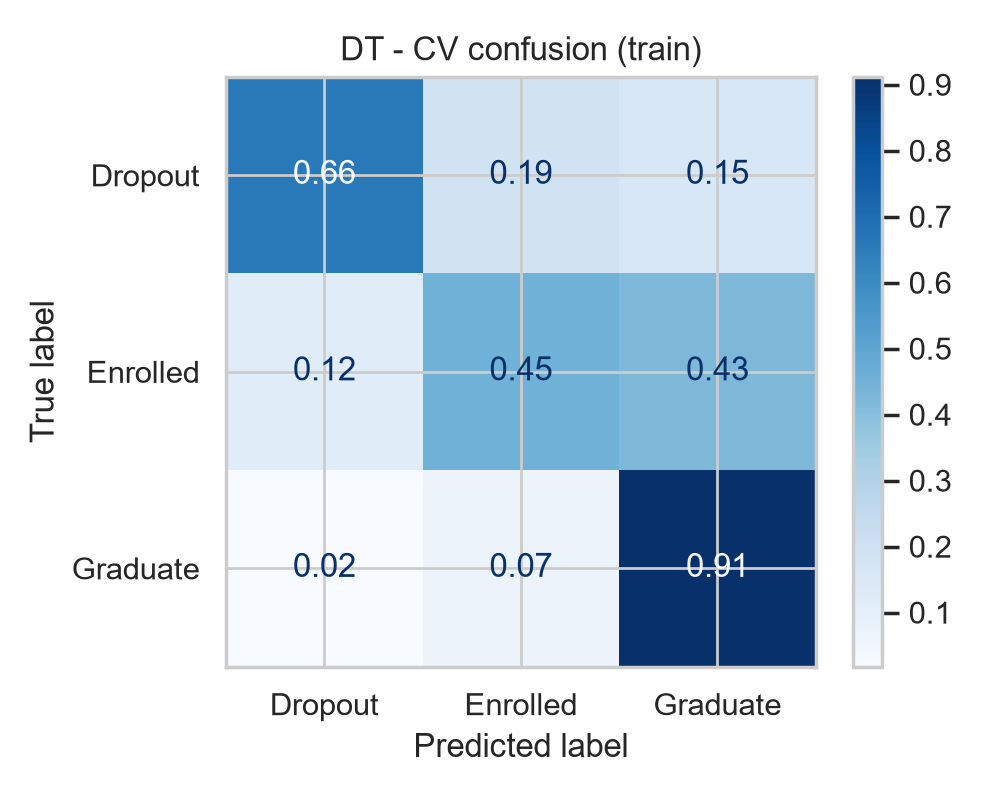 DT - CV confusion (train)
True label
Dropout 0.66 0.19 0.15
Enrolled 0.12 0.45 0.43
Graduate 0.02 0.07 0.91
Dropout Enrolled Graduate
Predicted label
0.9
0.8
0.7
0.6
0.5
0.4
0.3
0.2
0.1